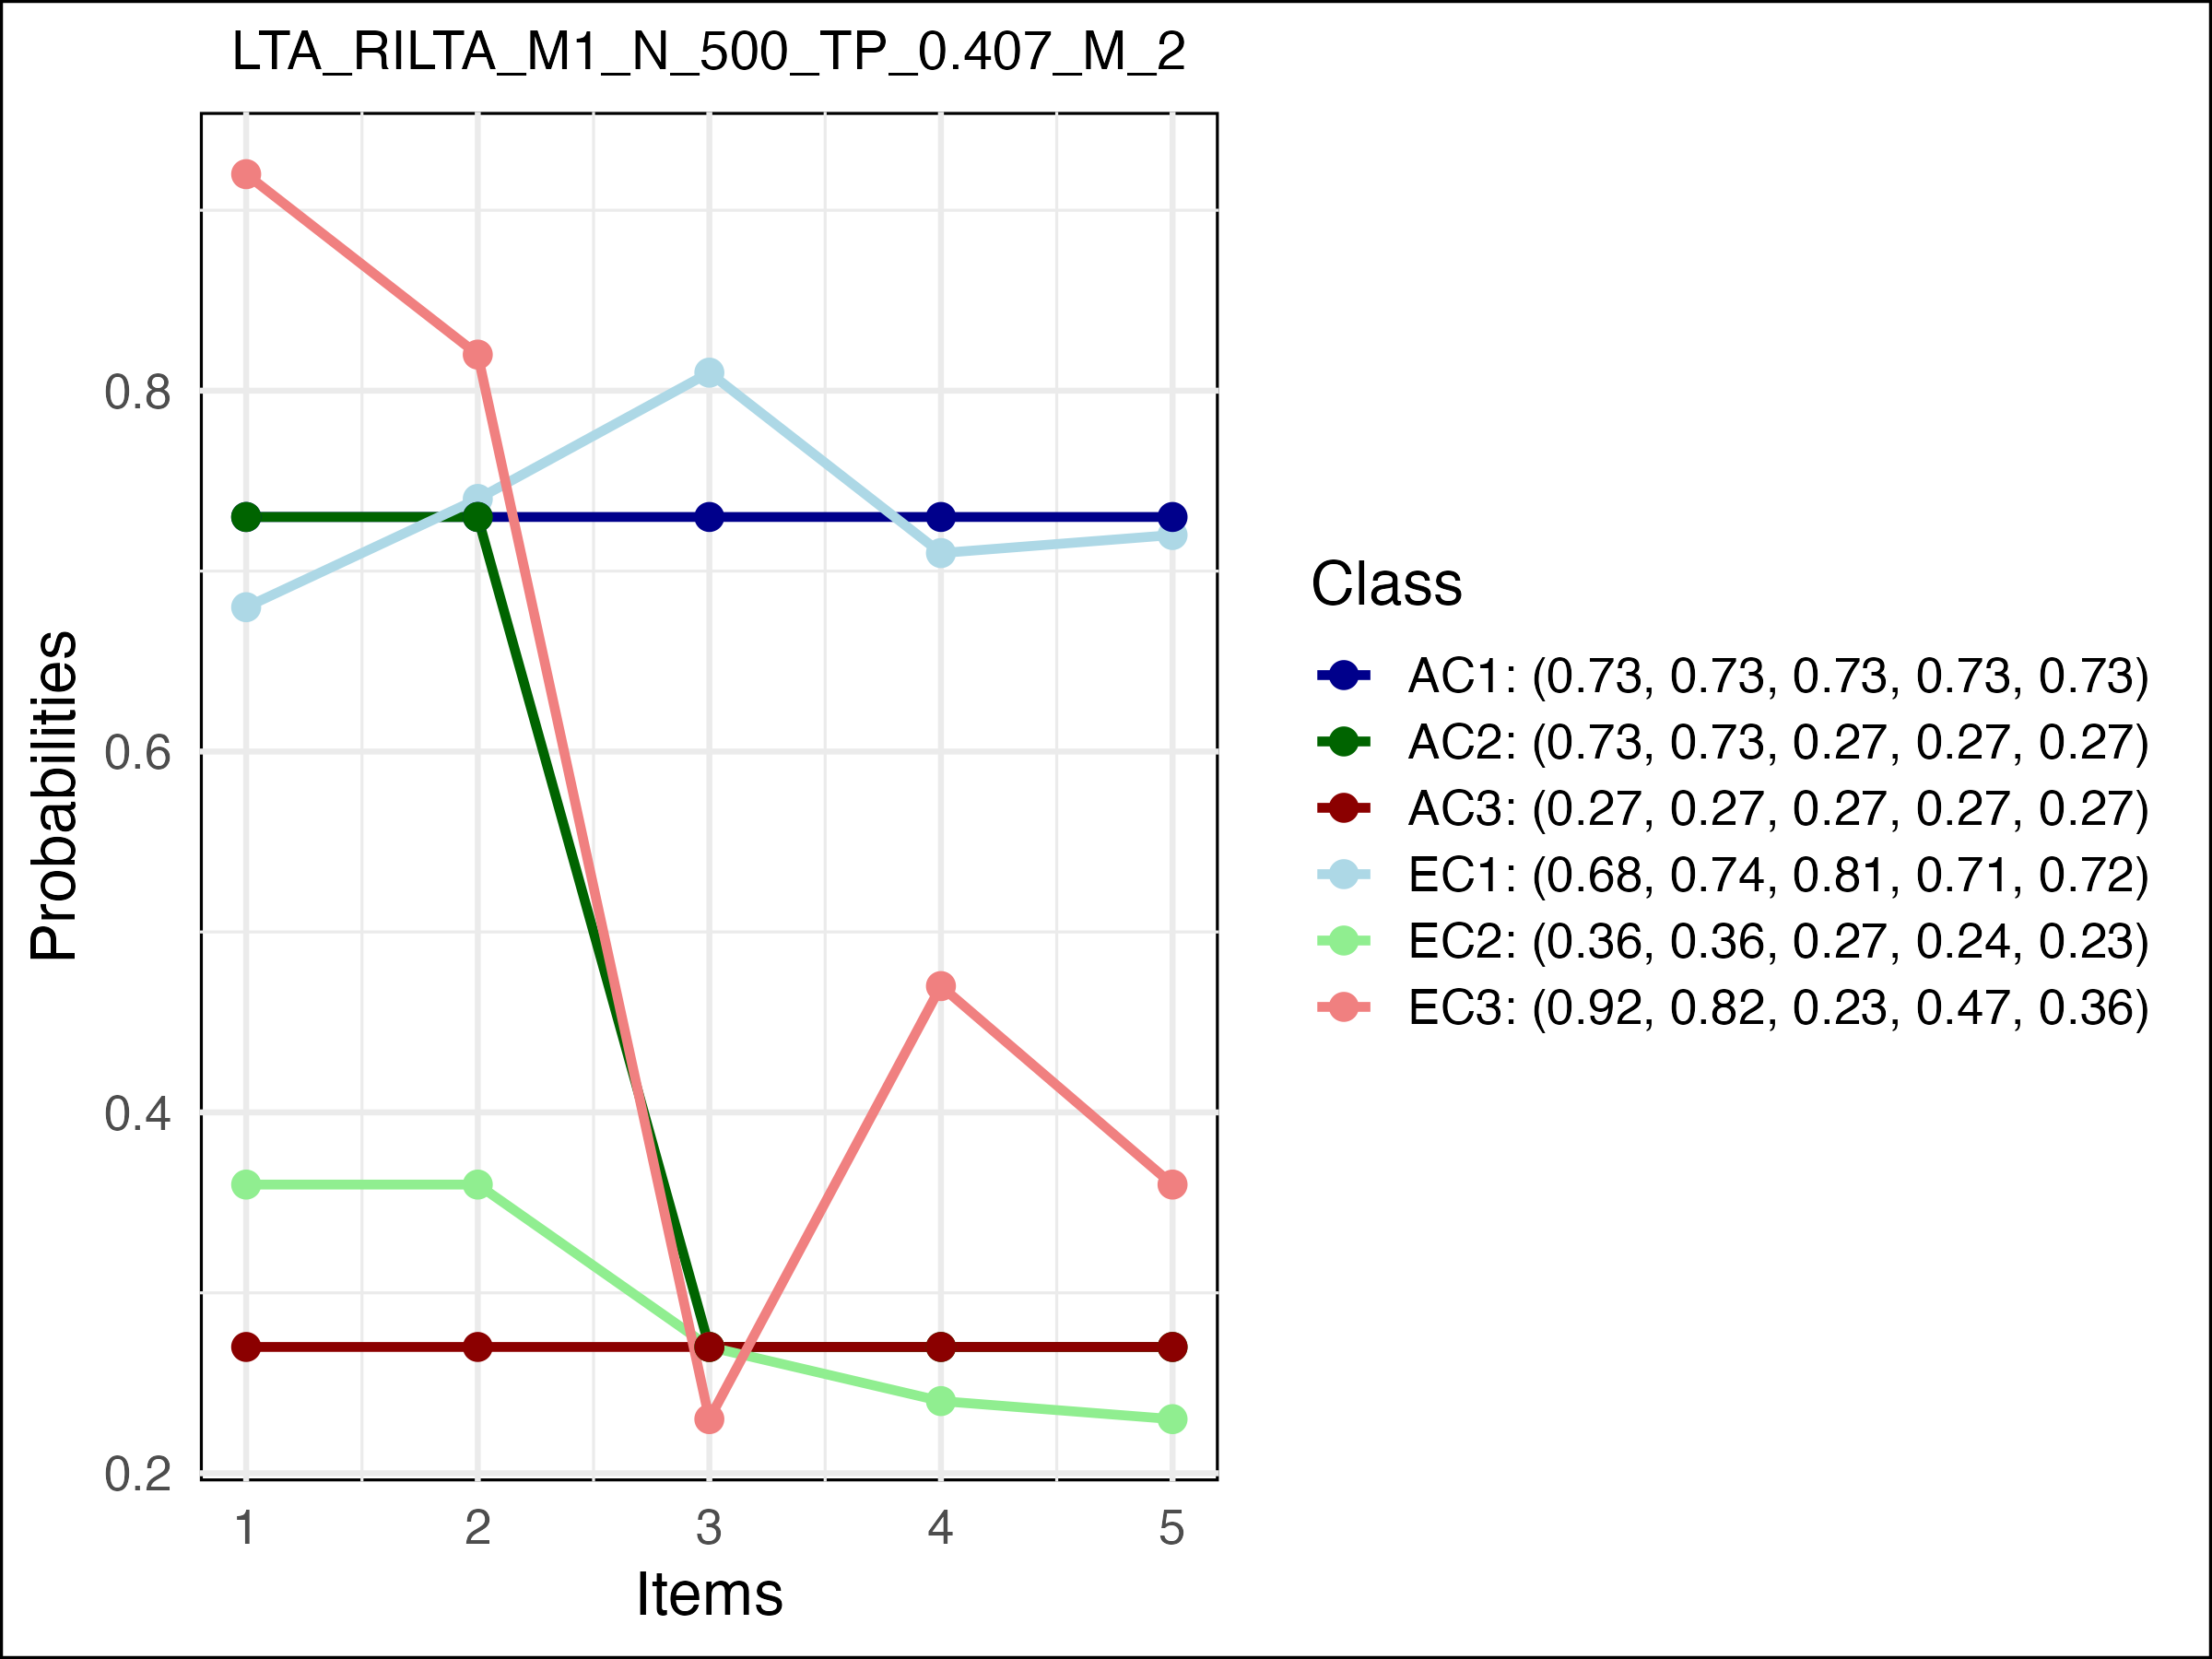 LTA_RILTA_M1_N_500_TP_0.407_M_2
Probabilities
0.8
0.6
0.4
0.2
1 2 3 4 5
Items
Class
AC1: (0.73, 0.73, 0.73, 0.73, 0.73)
AC2: (0.73, 0.73, 0.27, 0.27, 0.27)
AC3: (0.27, 0.27, 0.27, 0.27, 0.27)
EC1: (0.68, 0.74, 0.81, 0.71, 0.72)
EC2: (0.36, 0.36, 0.27, 0.24, 0.23)
EC3: (0.92, 0.82, 0.23, 0.47, 0.36)